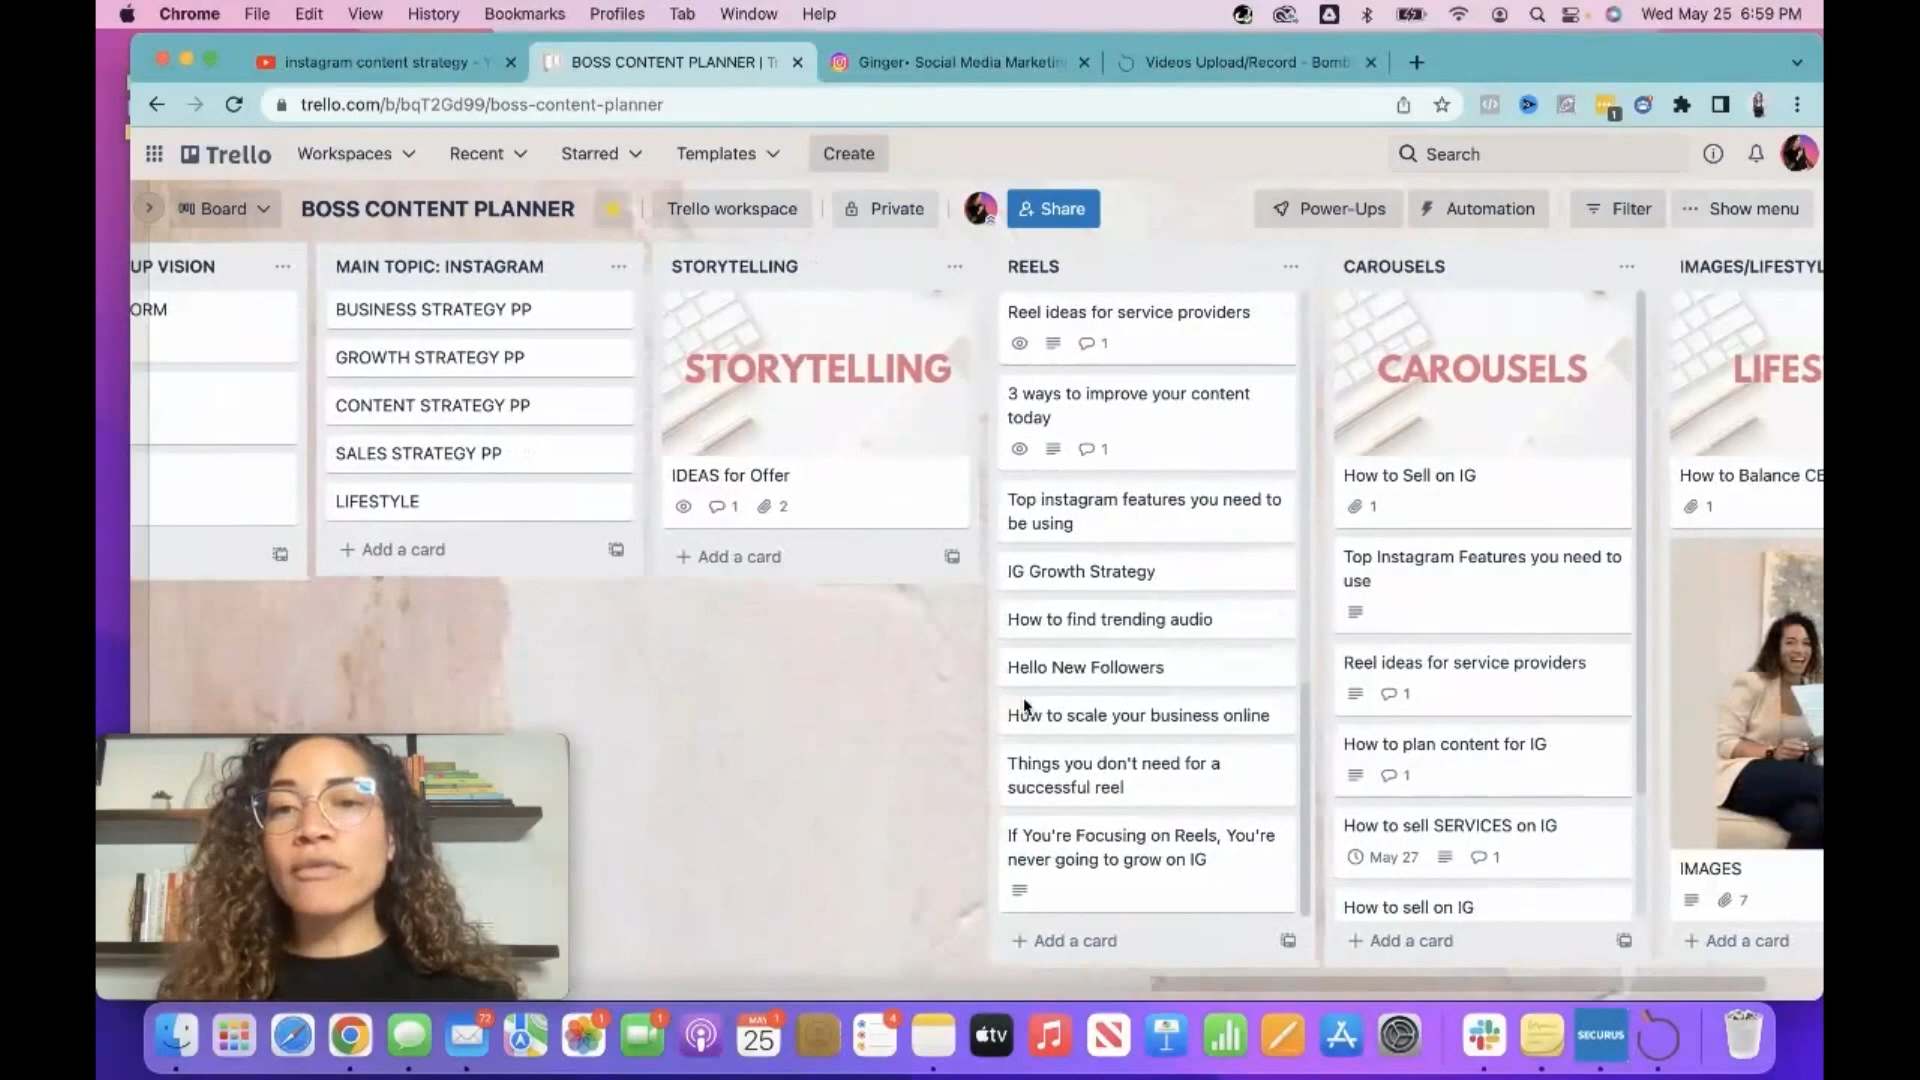 Chrome File Edit View History Bookmarks Profiles Tab Window Help Wed May 25 6:59 PM
instagram content strategy - Y
BOSS CONTENT PLANNER | Tr
Ginger• Social Media Marketin
Videos Upload/Record - Bomb
trello.com/b/bqT2Gd99/boss-content-planner
1
Trello Workspaces Recent Starred Templates Create Search
Board BOSS CONTENT PLANNER Trello workspace Private Share Power-Ups Automation Filter Show menu
UP VISION
ORM
MAIN TOPIC: INSTAGRAM
BUSINESS STRATEGY PP
GROWTH STRATEGY PP
CONTENT STRATEGY PP
SALES STRATEGY PP
LIFESTYLE
+ Add a card
STORYTELLING
STORYTELLING
IDEAS for Offer
1 2
+ Add a card
REELS
Reel ideas for service providers
1
3 ways to improve your content
today
1
Top instagram features you need to
be using
IG Growth Strategy
How to find trending audio
Hello New Followers
How to scale your business online
Things you don't need for a
successful reel
If You're Focusing on Reels, You're
never going to grow on IG
+ Add a card
CAROUSELS
CAROUSELS
How to Sell on IG
1
Top Instagram Features you need to
use
Reel ideas for service providers
1
How to plan content for IG
1
How to sell SERVICES on IG
May 27 1
How to sell on IG
+ Add a card
IMAGES/LIFESTYL
LIFES
How to Balance CE
1
IMAGES
7
+ Add a card
72
1
1
MAY
25
1
4
tv
SECURUS